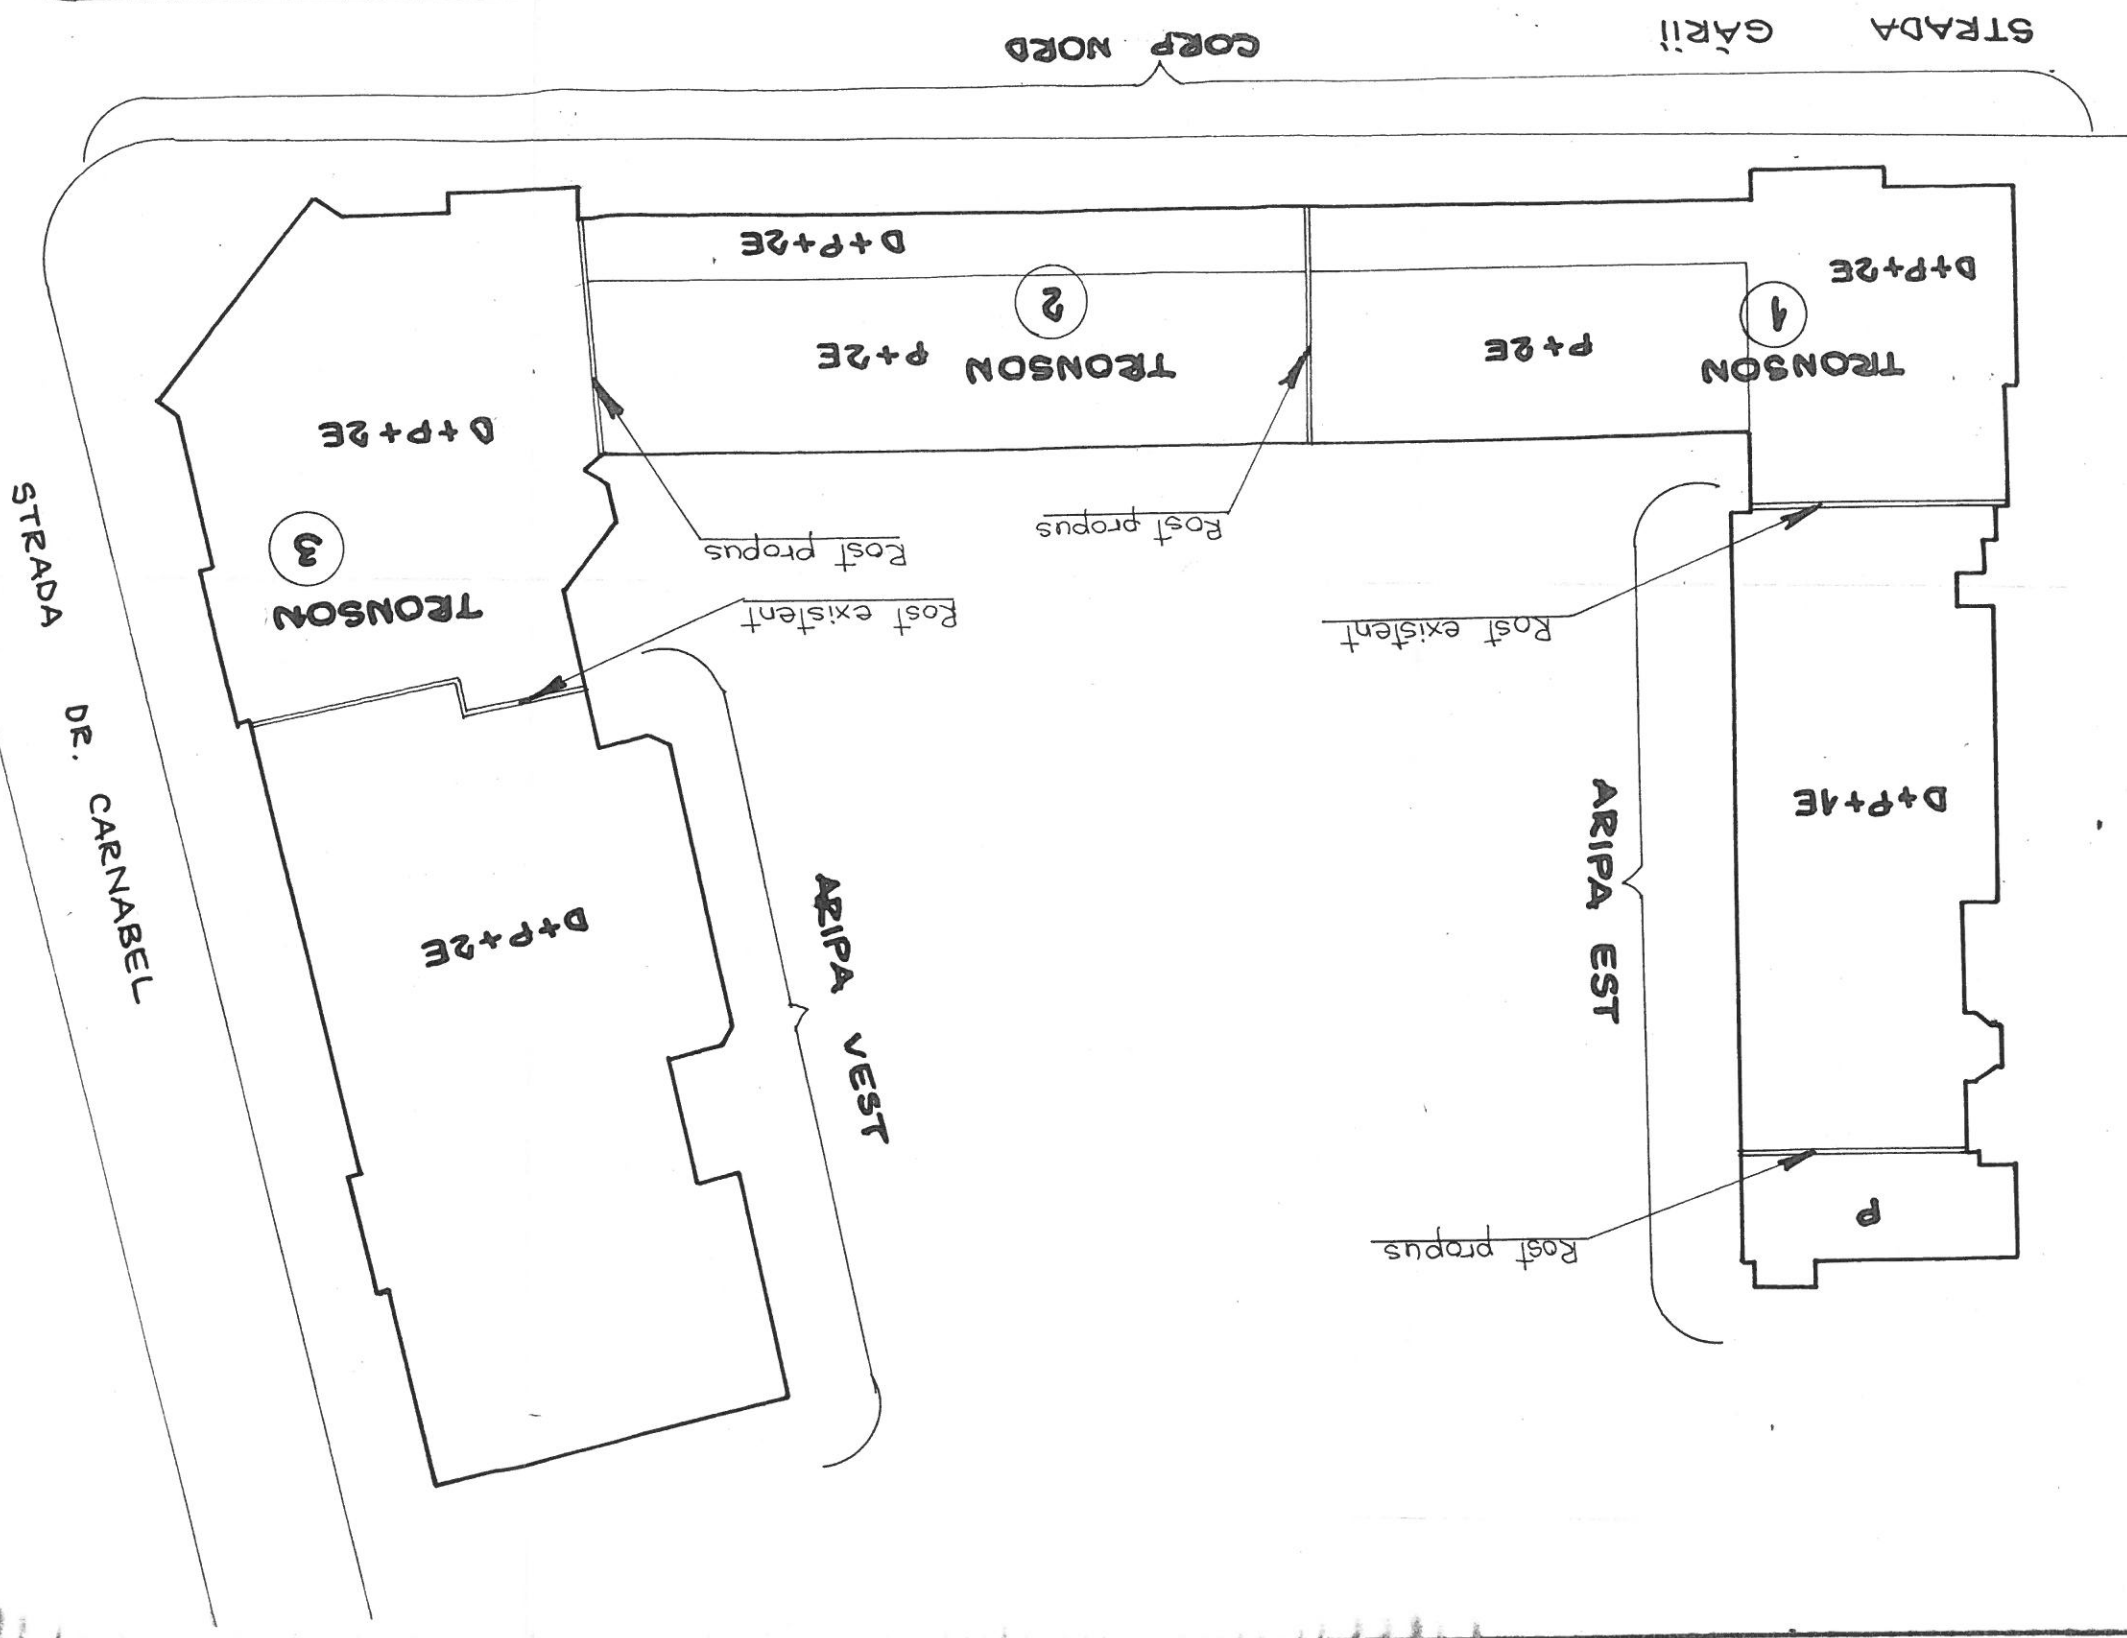 STRADA GĂRII
CORP NORD
D+P+2E
D+P+2E
1
TRONSON
P+2E
2
TRONSON
P+2E
D+P+2E
3
TRONSON
Rost propus
Rost propus
Rost existent
Rost existent
STRADA DR. CARNABEL
D+P+1E
ARIPA EST
D+P+2E
ARIPA VEST
P
Rost propus